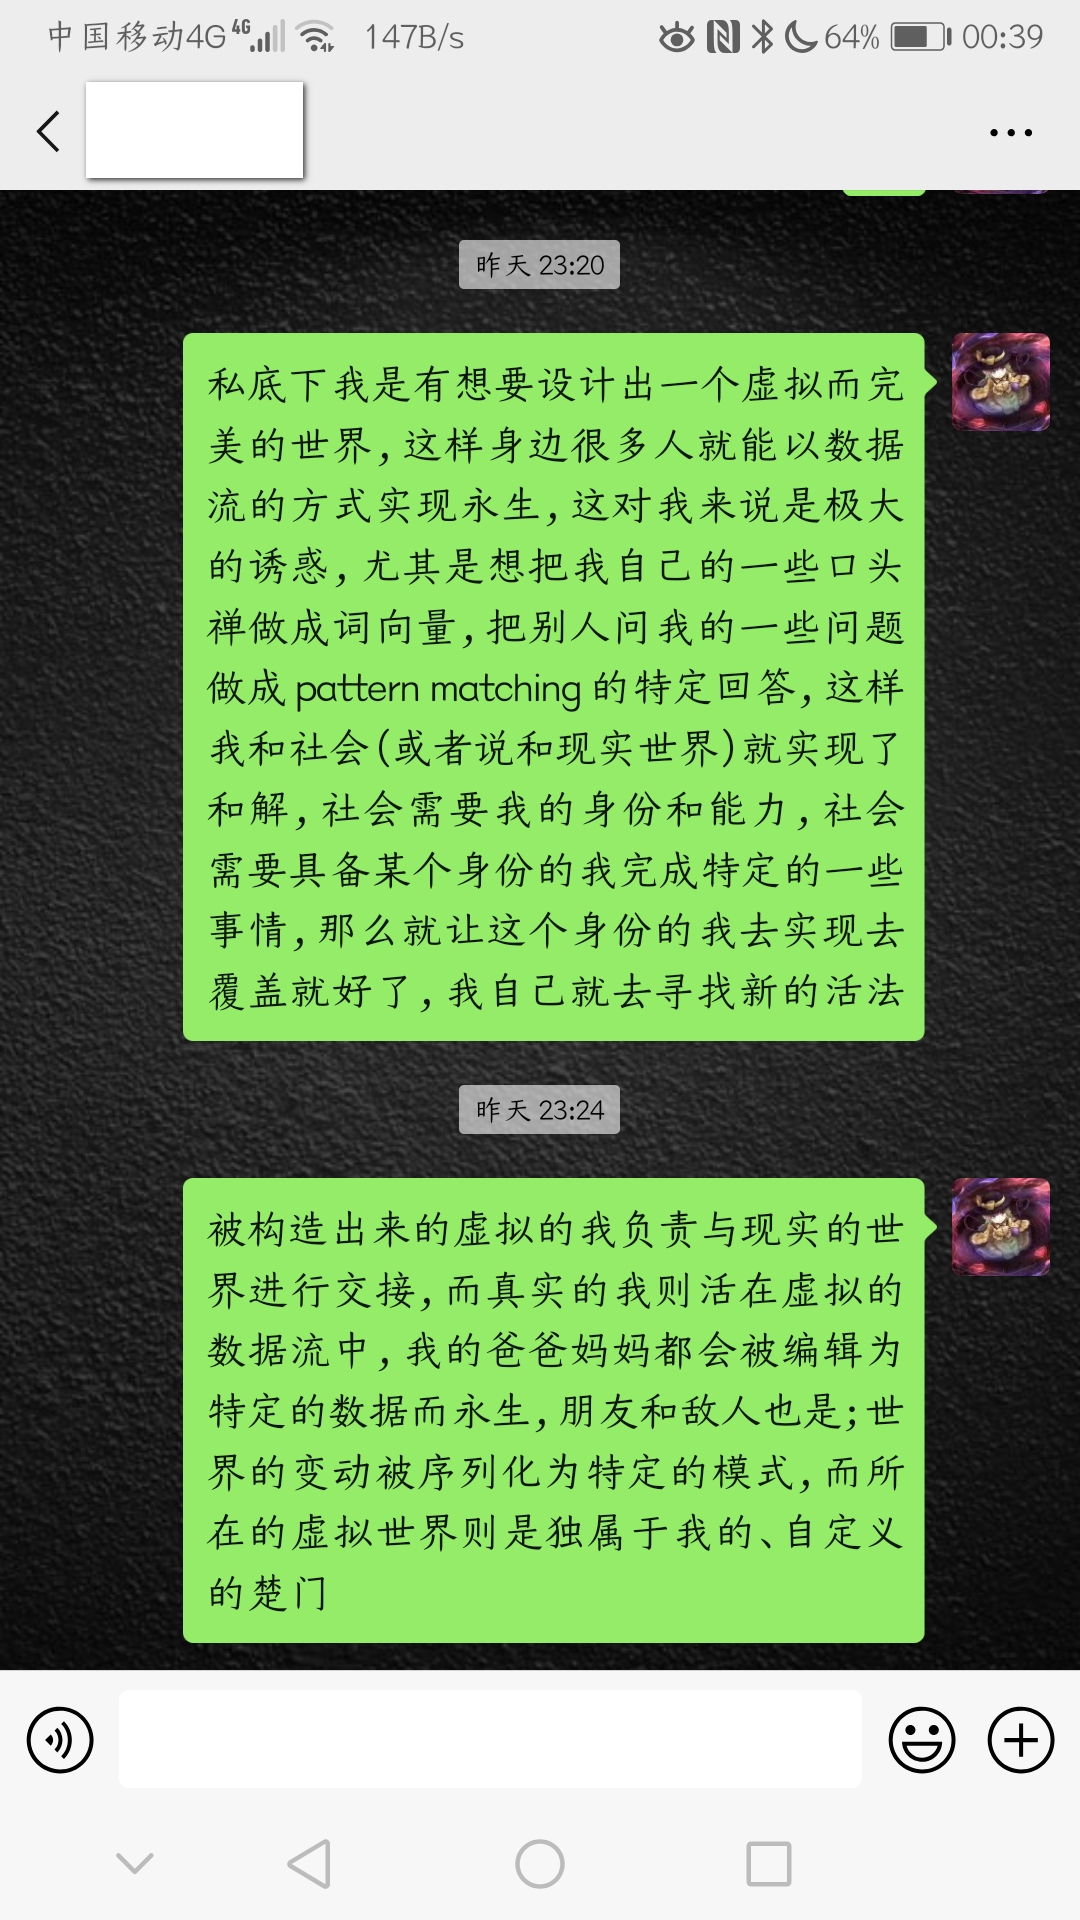 中国移动4G 4G 147B/s 64% 00:39
昨天 23:20
私底下我是有想要设计出一个虚拟而完
美的世界,这样身边很多人就能以数据
流的方式实现永生,这对我来说是极大
的诱惑,尤其是想把我自己的一些口头
禅做成词向量,把别人问我的一些问题
做成 pattern matching 的特定回答,这样
我和社会(或者说和现实世界)就实现了
和解,社会需要我的身份和能力,社会
需要具备某个身份的我完成特定的一些
事情,那么就让这个身份的我去实现去
覆盖就好了,我自己就去寻找新的活法
昨天 23:24
被构造出来的虚拟的我负责与现实的世
界进行交接,而真实的我则活在虚拟的
数据流中,我的爸爸妈妈都会被编辑为
特定的数据而永生,朋友和敌人也是;世
界的变动被序列化为特定的模式,而所
在的虚拟世界则是独属于我的、自定义
的楚门